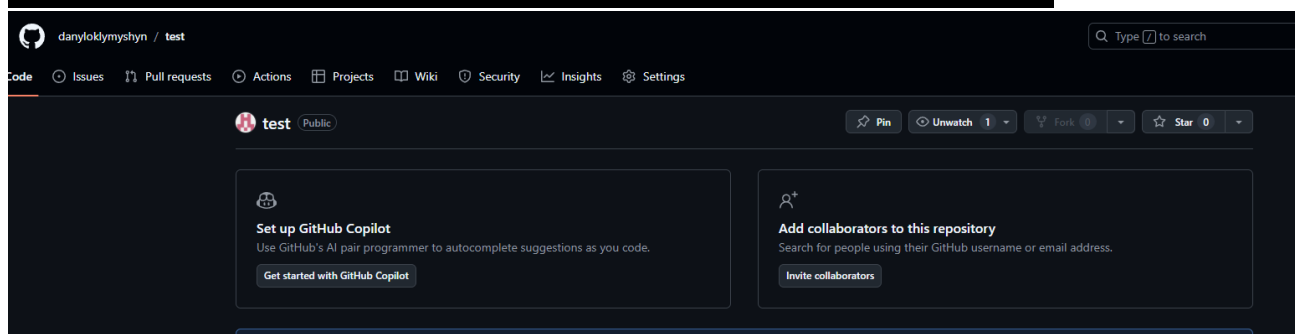 danyloklymyshyn / test
Type / to search
Code Issues Pull requests Actions Projects Wiki Security Insights Settings
test Public
Pin Unwatch 1 Fork 0 Star 0
Set up GitHub Copilot
Use GitHub's AI pair programmer to autocomplete suggestions as you code.
Get started with GitHub Copilot
Add collaborators to this repository
Search for people using their GitHub username or email address.
Invite collaborators